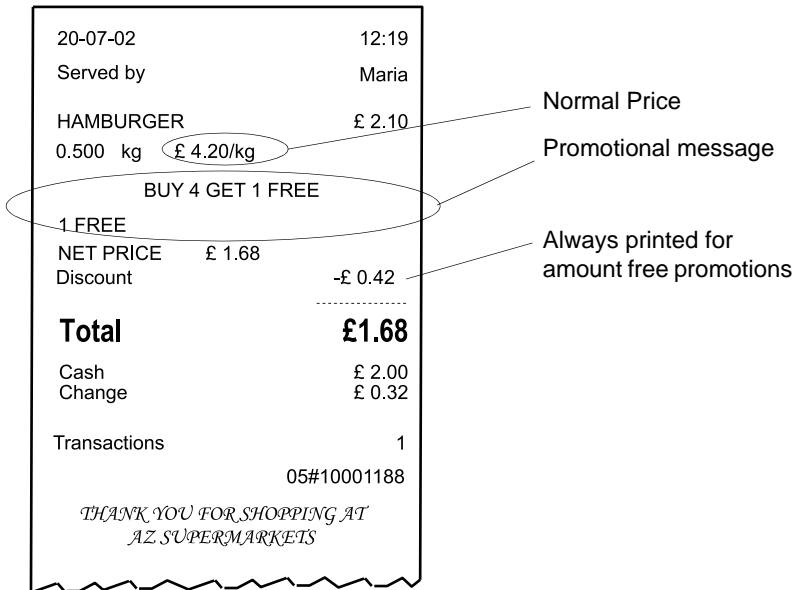 20-07-02 12:19
Served by Maria
HAMBURGER £ 2.10
0.500 kg £ 4.20/kg
BUY 4 GET 1 FREE
1 FREE
NET PRICE £ 1.68
Discount -£ 0.42
Total £1.68
Cash £ 2.00
Change £ 0.32
Transactions 1
05#10001188
THANK YOU FOR SHOPPING AT
AZ SUPERMARKETS
Normal Price
Promotional message
Always printed for
amount free promotions